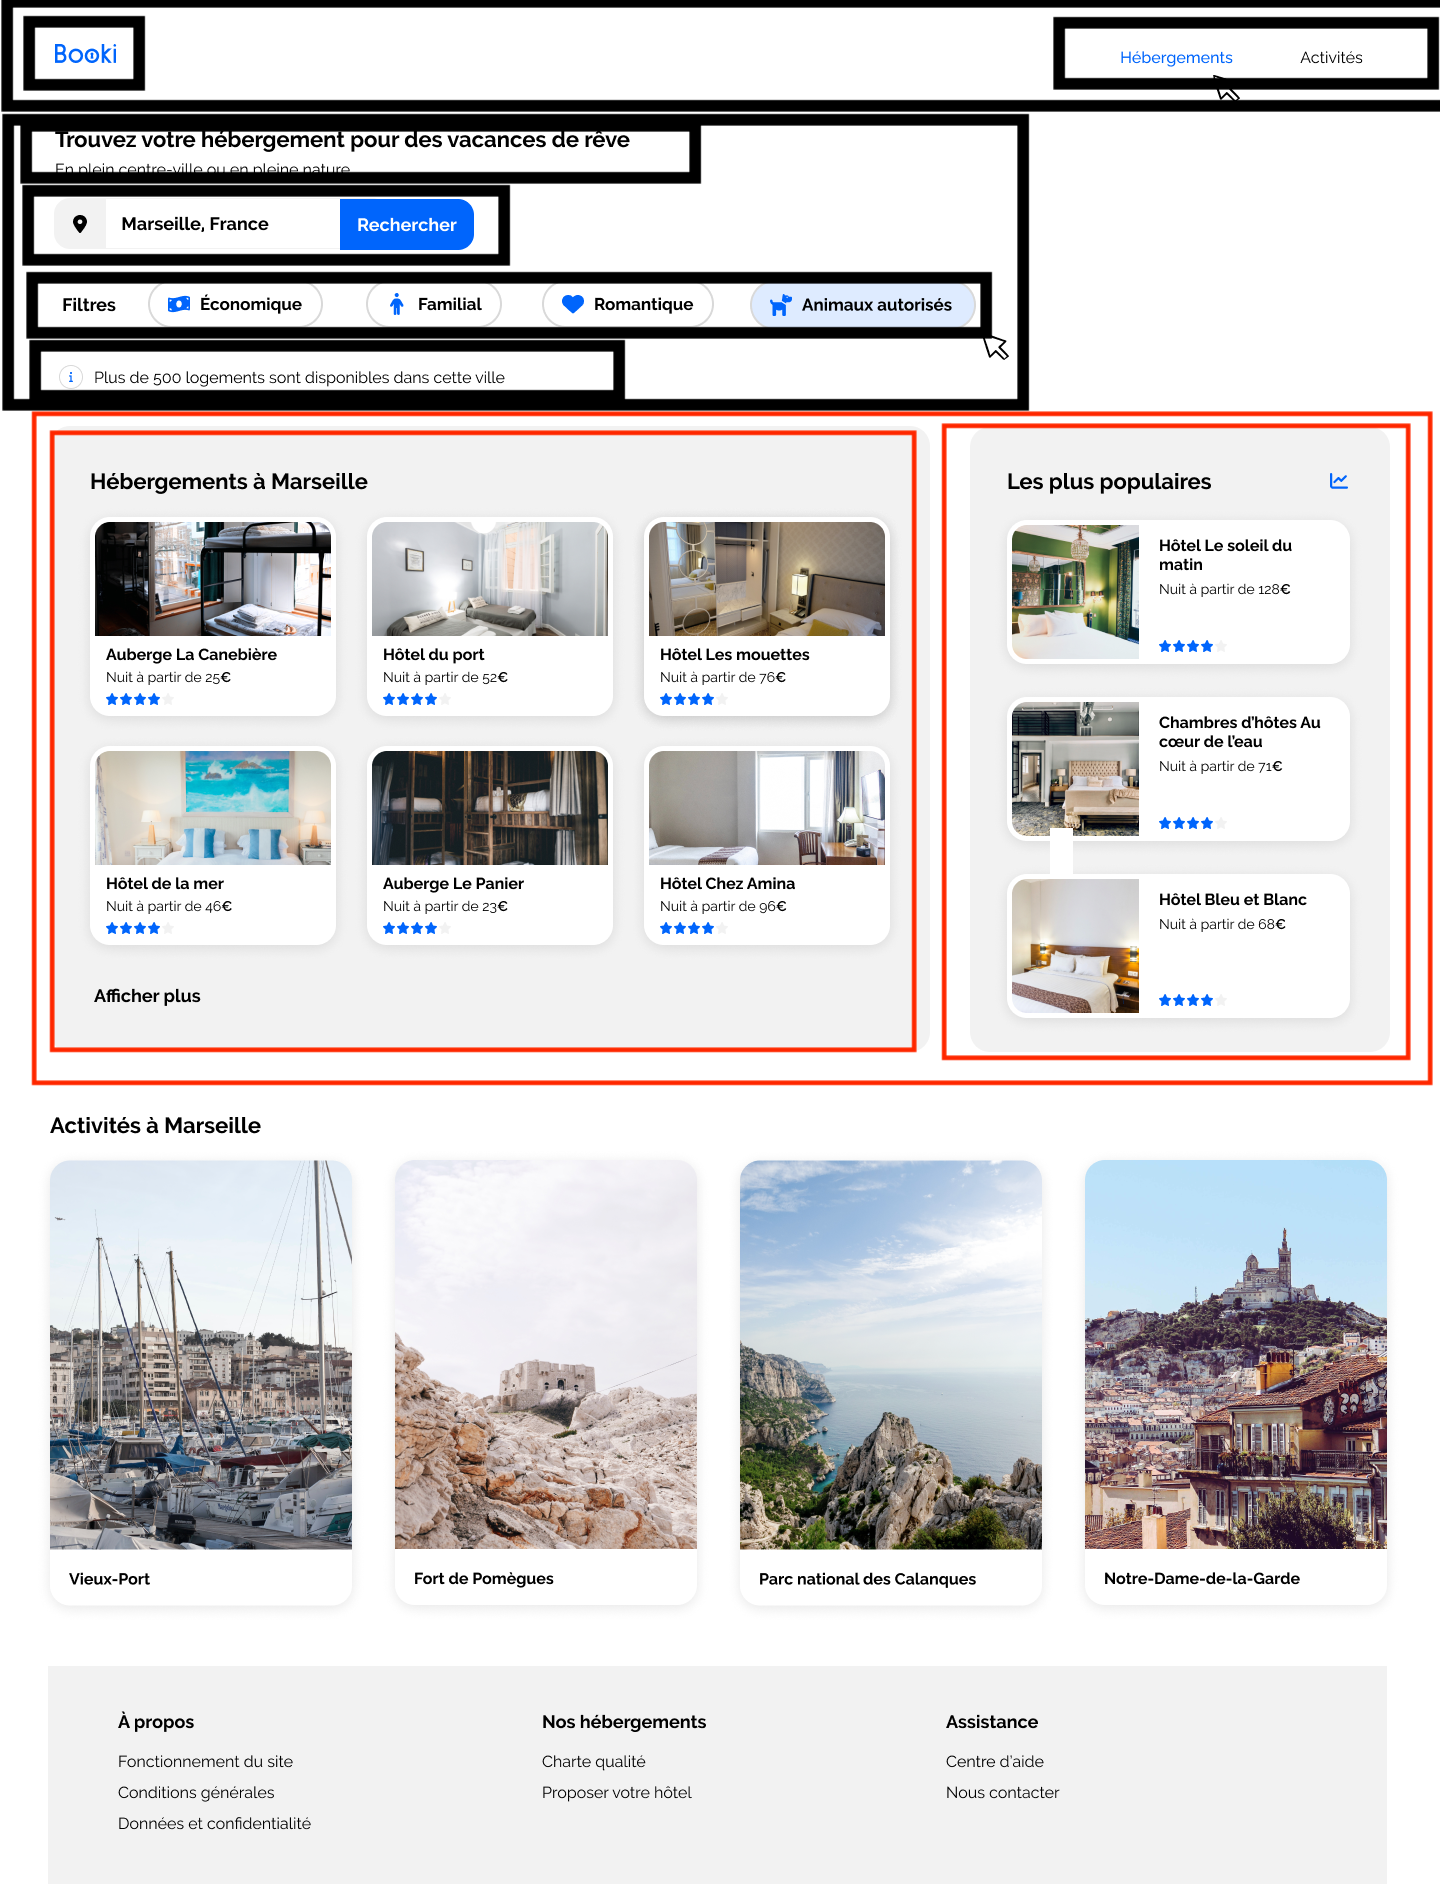 Booki
Hébergements
Activités
Trouvez votre hébergement pour des vacances de rêve
En plein centre-ville ou en pleine nature
Marseille, France
Rechercher
Filtres
Économique
Familial
Romantique
Animaux autorisés
Plus de 500 logements sont disponibles dans cette ville
Hébergements à Marseille
Auberge La Canebière
Nuit à partir de 25€
Hôtel du port
Nuit à partir de 52€
Hôtel Les mouettes
Nuit à partir de 76€
Hôtel de la mer
Nuit à partir de 46€
Auberge Le Panier
Nuit à partir de 23€
Hôtel Chez Amina
Nuit à partir de 96€
Afficher plus
Les plus populaires
Hôtel Le soleil du
matin
Nuit à partir de 128€
Chambres d'hôtes Au
cœur de l'eau
Nuit à partir de 71€
Hôtel Bleu et Blanc
Nuit à partir de 68€
Activités à Marseille
Vieux-Port
Fort de Pomègues
Parc national des Calanques
Notre-Dame-de-la-Garde
À propos
Fonctionnement du site
Conditions générales
Données et confidentialité
Nos hébergements
Charte qualité
Proposer votre hôtel
Assistance
Centre d'aide
Nous contacter